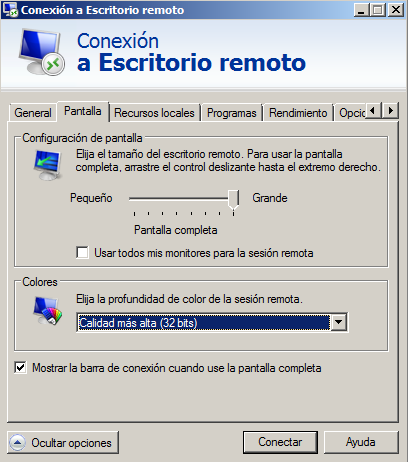 Conexión a Escritorio remoto
Conexión
a Escritorio remoto
General Pantalla Recursos locales Programas Rendimiento Opcio
Configuración de pantalla
Elija el tamaño del escritorio remoto. Para usar la pantalla
completa, arrastre el control deslizante hasta el extremo derecho.
Pequeño Grande
Pantalla completa
Usar todos mis monitores para la sesión remota
Colores
Elija la profundidad de color de la sesión remota.
Calidad más alta (32 bits)
Mostrar la barra de conexión cuando use la pantalla completa
Ocultar opciones Conectar Ayuda